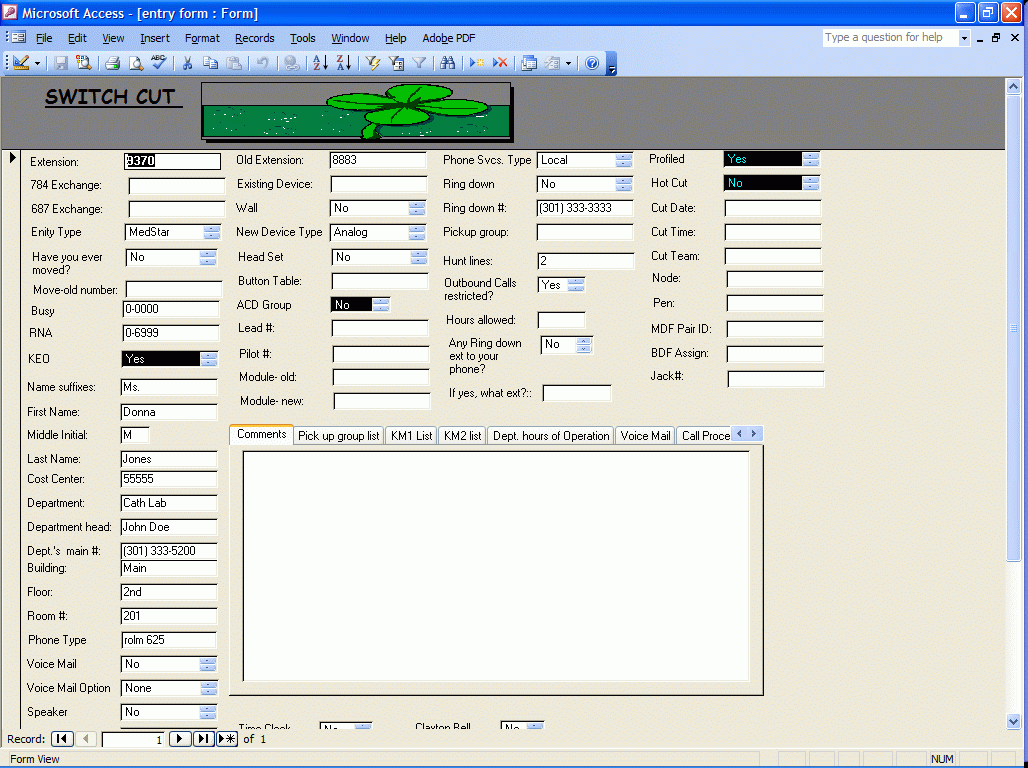 Microsoft Access - [entry form : Form]
File Edit View Insert Format Records Tools Window Help Adobe PDF
Type a question for help
SWITCH CUT
Extension: 9370
784 Exchange:
687 Exchange:
Enity Type MedStar
Have you ever moved? No
Move-old number:
Busy 0-0000
RNA 0-6999
KEO Yes
Name suffixes: Ms.
First Name: Donna
Middle Initial: M
Last Name: Jones
Cost Center: 55555
Department: Cath Lab
Department head: John Doe
Dept.'s main #: (301) 333-5200
Building: Main
Floor: 2nd
Room #: 201
Phone Type rolm 625
Voice Mail No
Voice Mail Option None
Speaker No
Old Extension: 8883
Existing Device:
Wall No
New Device Type Analog
Head Set No
Button Table:
ACD Group No
Lead #:
Pilot #:
Module- old:
Module- new:
Phone Svcs. Type Local
Ring down No
Ring down #: (301) 333-3333
Pickup group:
Hunt lines: 2
Outbound Calls restricted? Yes
Hours allowed:
Any Ring down ext to your phone? No
If yes, what ext?::
Profiled Yes
Hot Cut No
Cut Date:
Cut Time:
Cut Team:
Node:
Pen:
MDF Pair ID:
BDF Assign:
Jack#:
Comments Pick up group list KM1 List KM2 list Dept. hours of Operation Voice Mail Call Proce
Time Clock No Claxton Bell No
Record: 1 of 1
Form View NUM